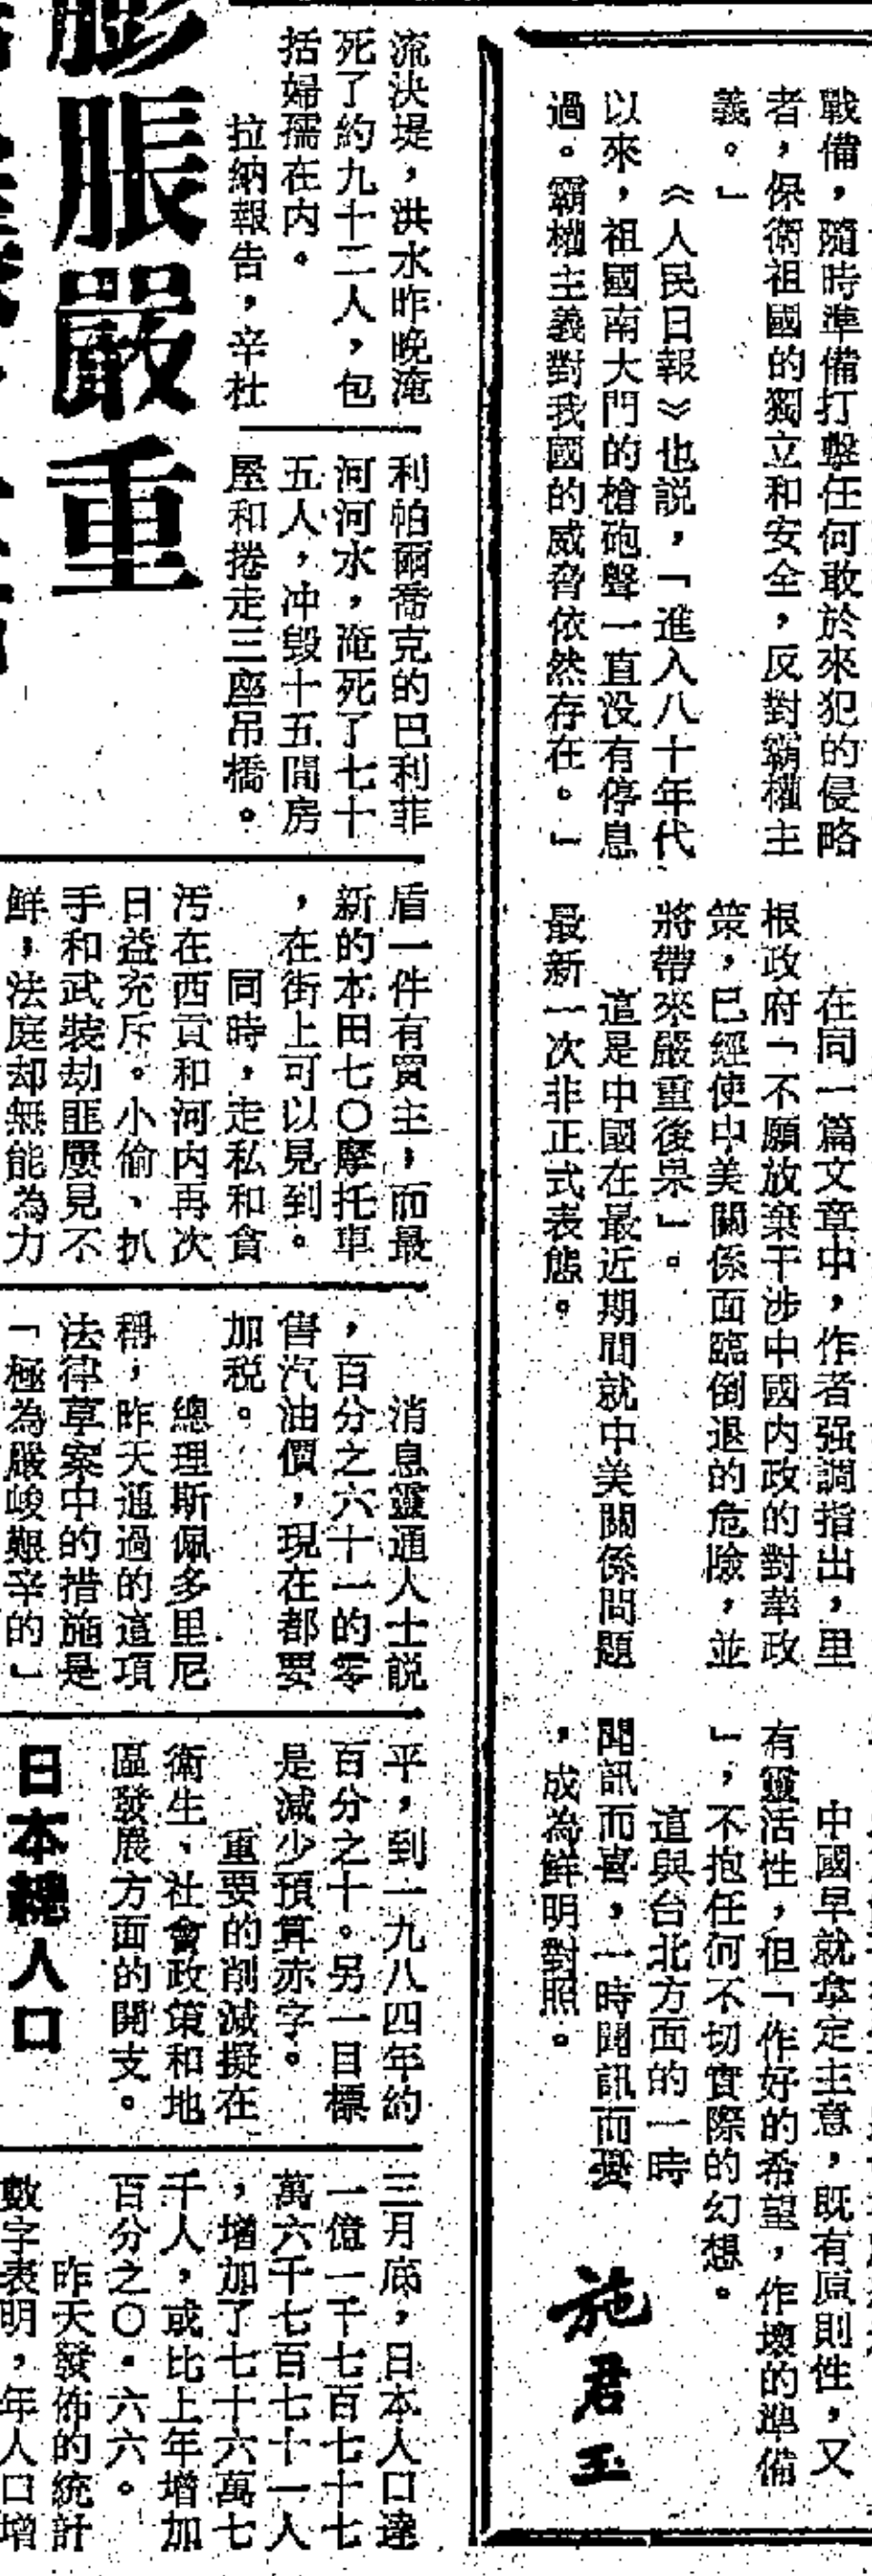 戰備，隨時準備打擊任何敢於來犯的侵略
者，保衛祖國的獨立和安全，反對霸權主
義。」
《人民日報》也説，「進入八十年代
以來，祖國南大門的槍砲聲一直没有停息
過。霸權主義對我國的威脅依然存在。」
在同一篇文章中，作者强調指出，里
根政府「不願放棄干涉中國内政的對華政
策，已經使中美關係面臨倒退的危險，並
將帶來嚴重後果」。
這是中國在最近期間就中美關係問題
最新一次非正式表態。
中國早就拿定主意，既有原則性，又
有靈活性，但「作好的希望，作壞的準備
」，不抱任何不切實際的幻想。
這與台北方面的一時
聞訊而喜，一時聞訊而憂
，成為鮮明對照。
施君玉
流決堤，洪水昨晚淹
死了約九十二人，包
括婦孺在内。
拉納報告，辛杜
利帕爾喬克的巴利菲
河河水，淹死了七十
五人，冲毀十五間房
屋和捲走三座吊橋。
膨脹嚴重
盾一件有買主，而最
新的本田七〇摩托車
，在街上可以見到。
同時，走私和貪
汚在西貢和河内再次
日益充斥。小偷、扒
手和武裝劫匪屢見不
鮮，法庭却無能為力
消息靈通人士説
，百分之六十一的零
售汽油價，現在都要
加税。
總理斯佩多里尼
稱，昨天通過的這項
法律草案中的措施是
「極為嚴峻艱辛的」
平，到一九八四年約
百分之十。另一目標
是減少預算赤字。
重要的削減擬在
衛生、社會政策和地
區發展方面的開支。
日本總人口
三月底，日本人口達
一億一千七百七十七
萬六千七百七十一人
，增加了七十六萬七
千人，或比上年增加
百分之〇・六六。
昨天發佈的統計
數字表明，年人口增